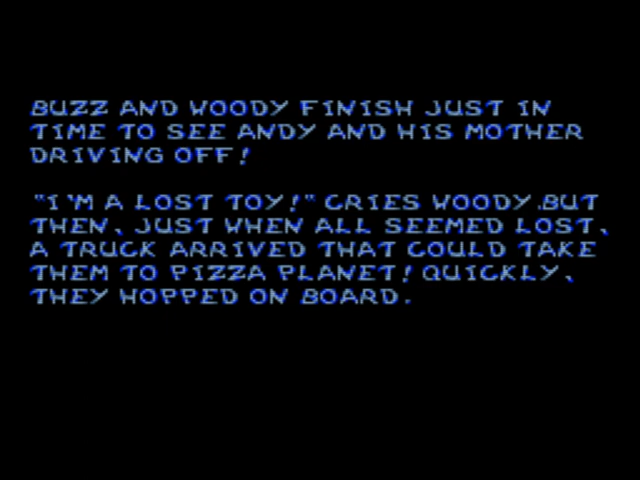 BUZZ AND WOODY FINISH JUST IN
TIME TO SEE ANDY AND HIS MOTHER
DRIVING OFF!
"I'M A LOST TOY!" CRIES WOODY.BUT
THEN, JUST WHEN ALL SEEMED LOST,
A TRUCK ARRIVED THAT COULD TAKE
THEM TO PIZZA PLANET! QUICKLY,
THEY HOPPED ON BOARD.